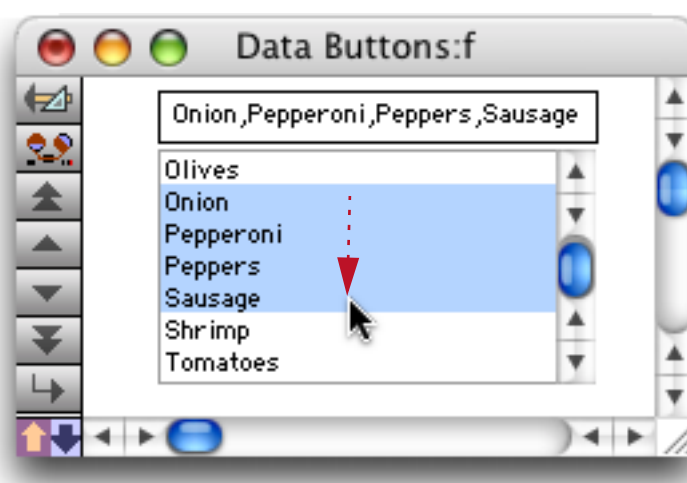 Data Buttons:f
Onion,Pepperoni,Peppers,Sausage
Olives
Onion
Pepperoni
Peppers
Sausage
Shrimp
Tomatoes